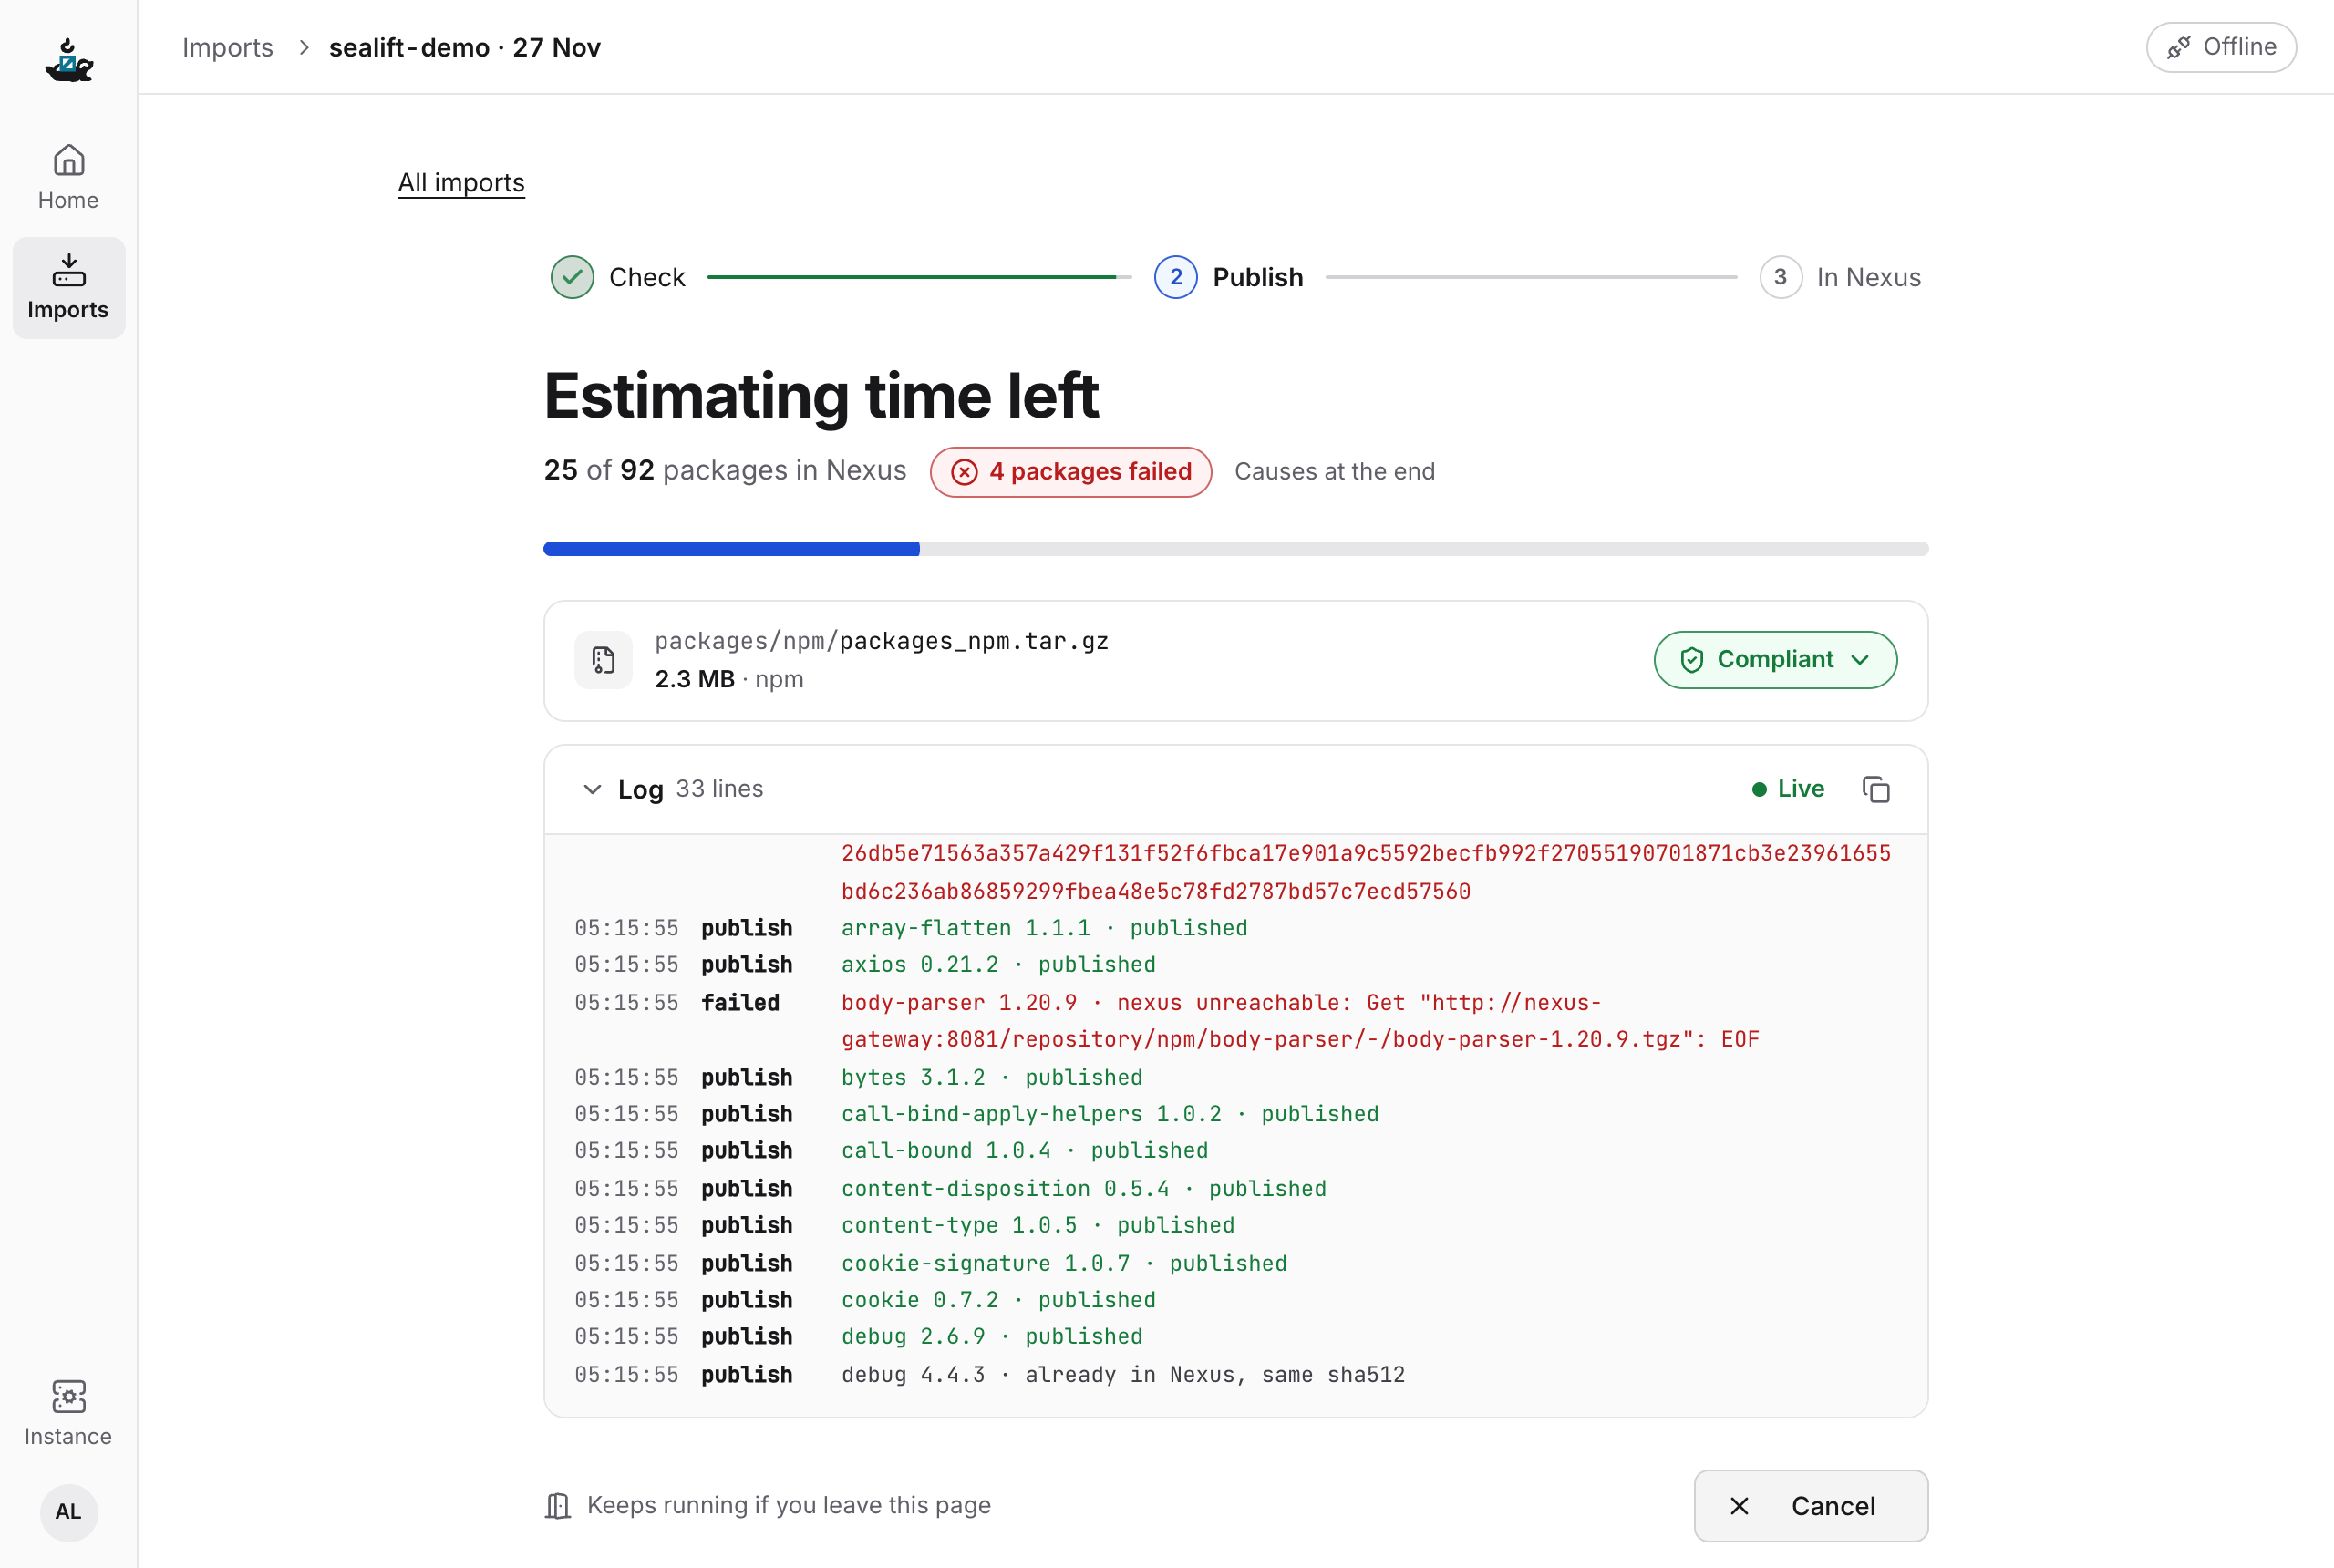 Imports > sealift-demo · 27 Nov
Offline
Home
Imports
Instance
AL
All imports
Check
2 Publish
3 In Nexus
Estimating time left
25 of 92 packages in Nexus
4 packages failed
Causes at the end
packages/npm/packages_npm.tar.gz
2.3 MB · npm
Compliant
Log 33 lines
Live
26db5e71563a357a429f131f52f6fbca17e901a9c5592becfb992f27055190701871cb3e23961655
bd6c236ab86859299fbea48e5c78fd2787bd57c7ecd57560
05:15:55 publish array-flatten 1.1.1 · published
05:15:55 publish axios 0.21.2 · published
05:15:55 failed body-parser 1.20.9 · nexus unreachable: Get "http://nexus-
gateway:8081/repository/npm/body-parser/-/body-parser-1.20.9.tgz": EOF
05:15:55 publish bytes 3.1.2 · published
05:15:55 publish call-bind-apply-helpers 1.0.2 · published
05:15:55 publish call-bound 1.0.4 · published
05:15:55 publish content-disposition 0.5.4 · published
05:15:55 publish content-type 1.0.5 · published
05:15:55 publish cookie-signature 1.0.7 · published
05:15:55 publish cookie 0.7.2 · published
05:15:55 publish debug 2.6.9 · published
05:15:55 publish debug 4.4.3 · already in Nexus, same sha512
Keeps running if you leave this page
Cancel